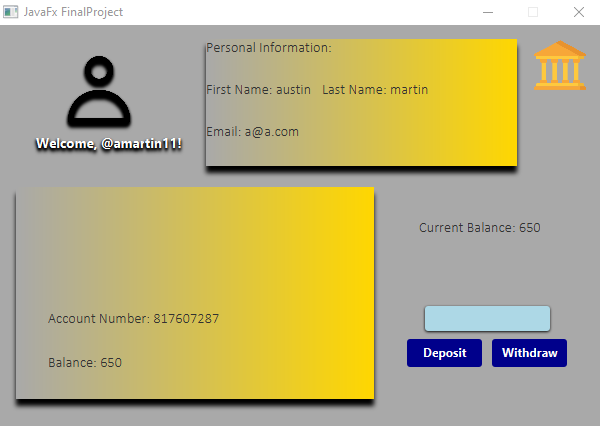 JavaFx FinalProject
Personal Information:
First Name: austin Last Name: martin
Email: a@a.com
Welcome, @amartin11!
Current Balance: 650
Account Number: 817607287
Balance: 650
Deposit
Withdraw